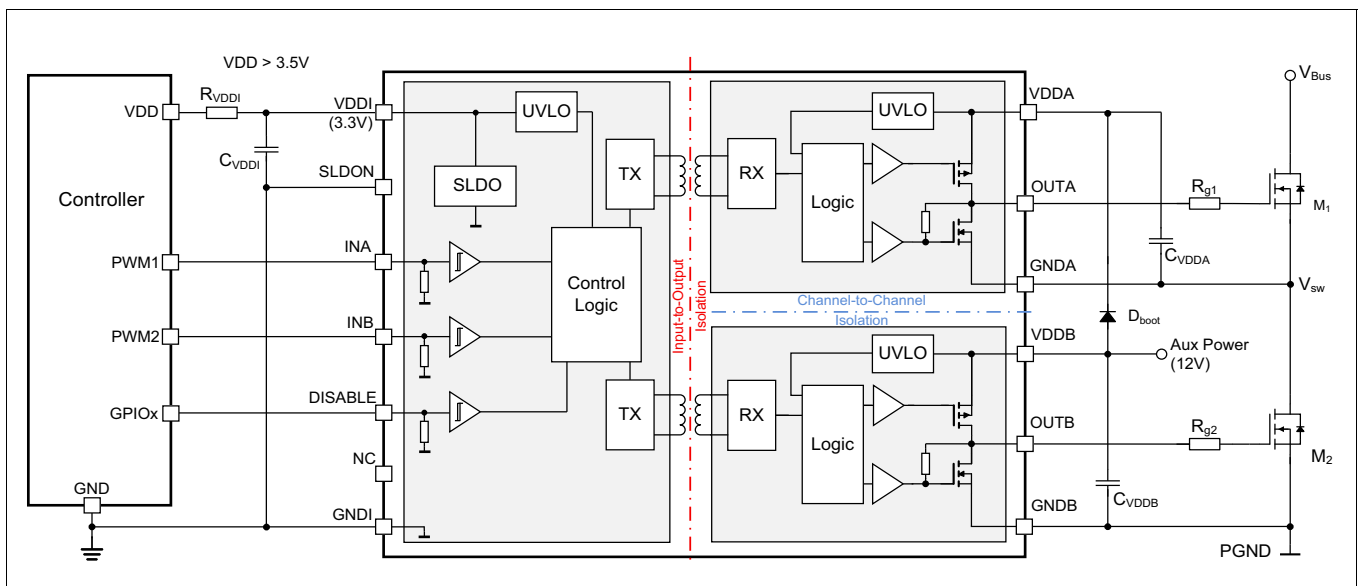 VDD > 3.5V
Controller
VDD
PWM1
PWM2
GPIOx
GND
RVDDI
CVDDI
VDDI
(3.3V)
SLDON
INA
INB
DISABLE
NC
GNDI
UVLO
SLDO
Control
Logic
TX
TX
Input-to-Output
Isolation
Channel-to-Channel
Isolation
UVLO
RX
Logic
UVLO
RX
Logic
VDDA
OUTA
GNDA
VDDB
OUTB
GNDB
VBus
Rg1
M1
CVDDA
Vsw
Dboot
Aux Power
(12V)
Rg2
M2
CVDDB
PGND